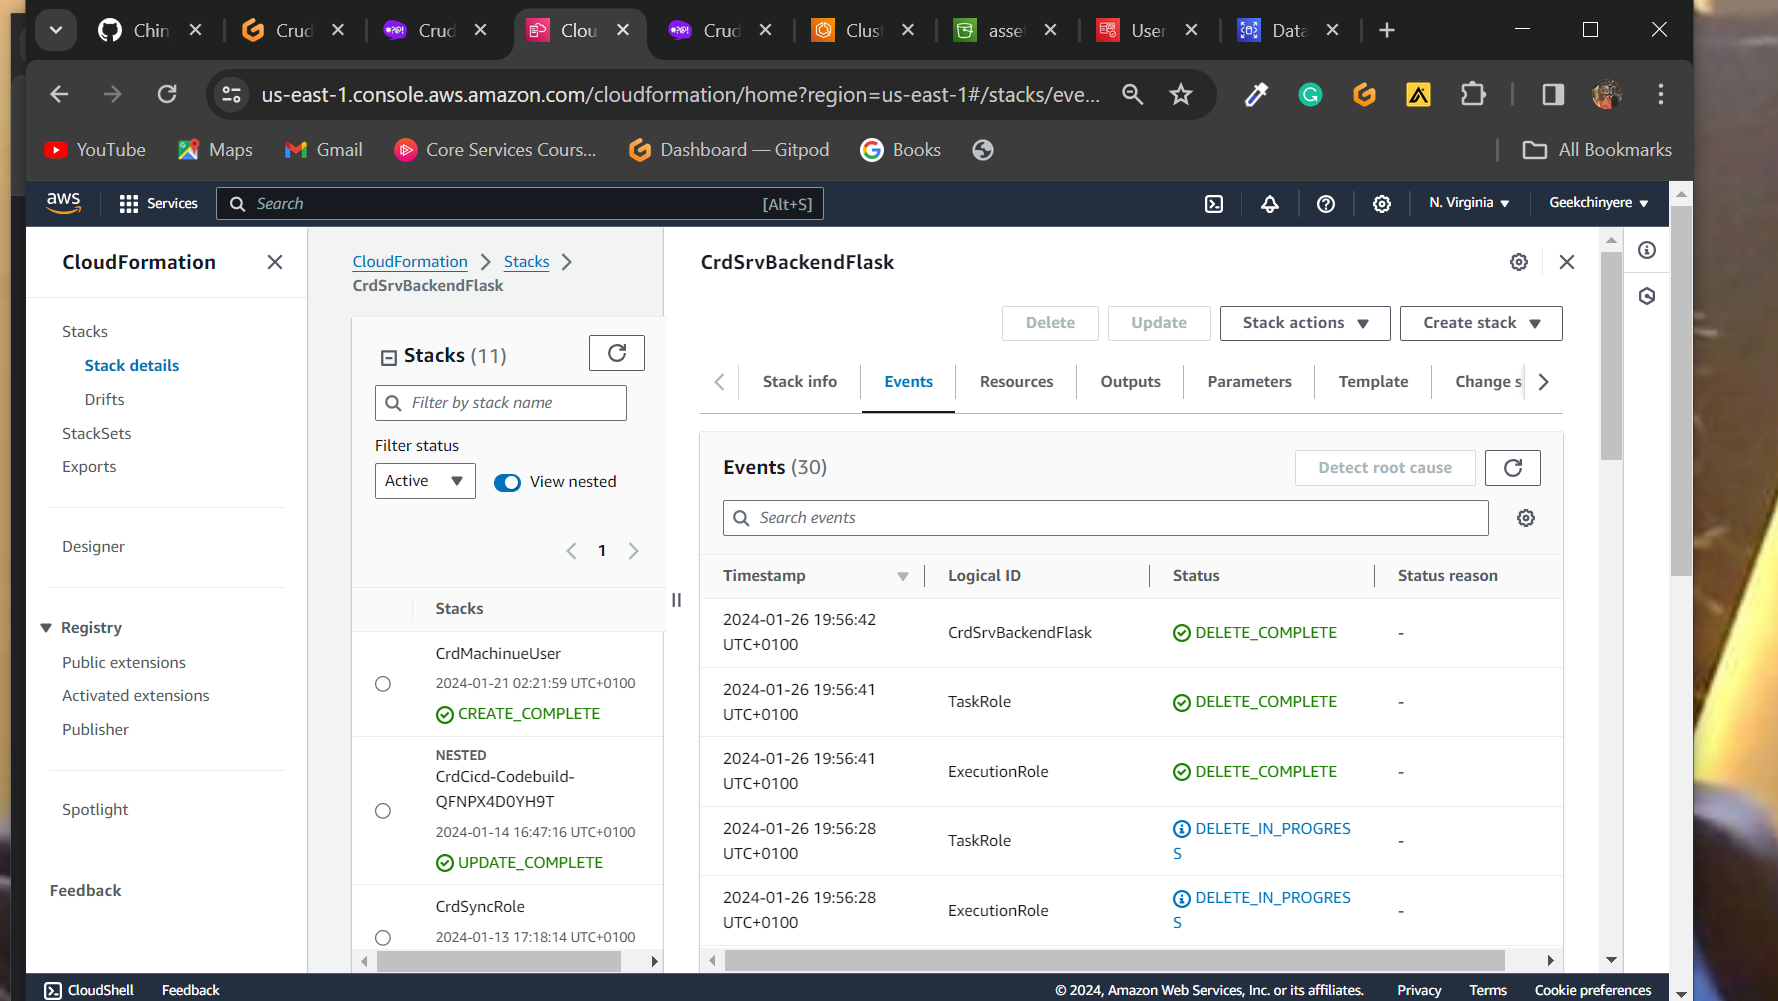 Chin
Crud
Crud
Clou
Crud
Clust
asset
User
Data
us-east-1.console.aws.amazon.com/cloudformation/home?region=us-east-1#/stacks/eve...
YouTube
Maps
Gmail
Core Services Cours...
Dashboard — Gitpod
Books
All Bookmarks
aws
Services
Search
[Alt+S]
N. Virginia
Geekchinyere
CloudFormation
Stacks
Stack details
Drifts
StackSets
Exports
Designer
Registry
Public extensions
Activated extensions
Publisher
Spotlight
Feedback
CloudFormation
Stacks
CrdSrvBackendFlask
Stacks (11)
Filter by stack name
Filter status
Active
View nested
1
Stacks
CrdMachinueUser
2024-01-21 02:21:59 UTC+0100
CREATE_COMPLETE
NESTED
CrdCicd-Codebuild-
QFNPX4D0YH9T
2024-01-14 16:47:16 UTC+0100
UPDATE_COMPLETE
CrdSyncRole
2024-01-13 17:18:14 UTC+0100
CrdSrvBackendFlask
Delete
Update
Stack actions
Create stack
Stack info
Events
Resources
Outputs
Parameters
Template
Change s
Events (30)
Detect root cause
Search events
Timestamp
Logical ID
Status
Status reason
2024-01-26 19:56:42
UTC+0100
CrdSrvBackendFlask
DELETE_COMPLETE
-
2024-01-26 19:56:41
UTC+0100
TaskRole
DELETE_COMPLETE
-
2024-01-26 19:56:41
UTC+0100
ExecutionRole
DELETE_COMPLETE
-
2024-01-26 19:56:28
UTC+0100
TaskRole
DELETE_IN_PROGRES
S
-
2024-01-26 19:56:28
UTC+0100
ExecutionRole
DELETE_IN_PROGRES
S
-
CloudShell
Feedback
© 2024, Amazon Web Services, Inc. or its affiliates.
Privacy
Terms
Cookie preferences